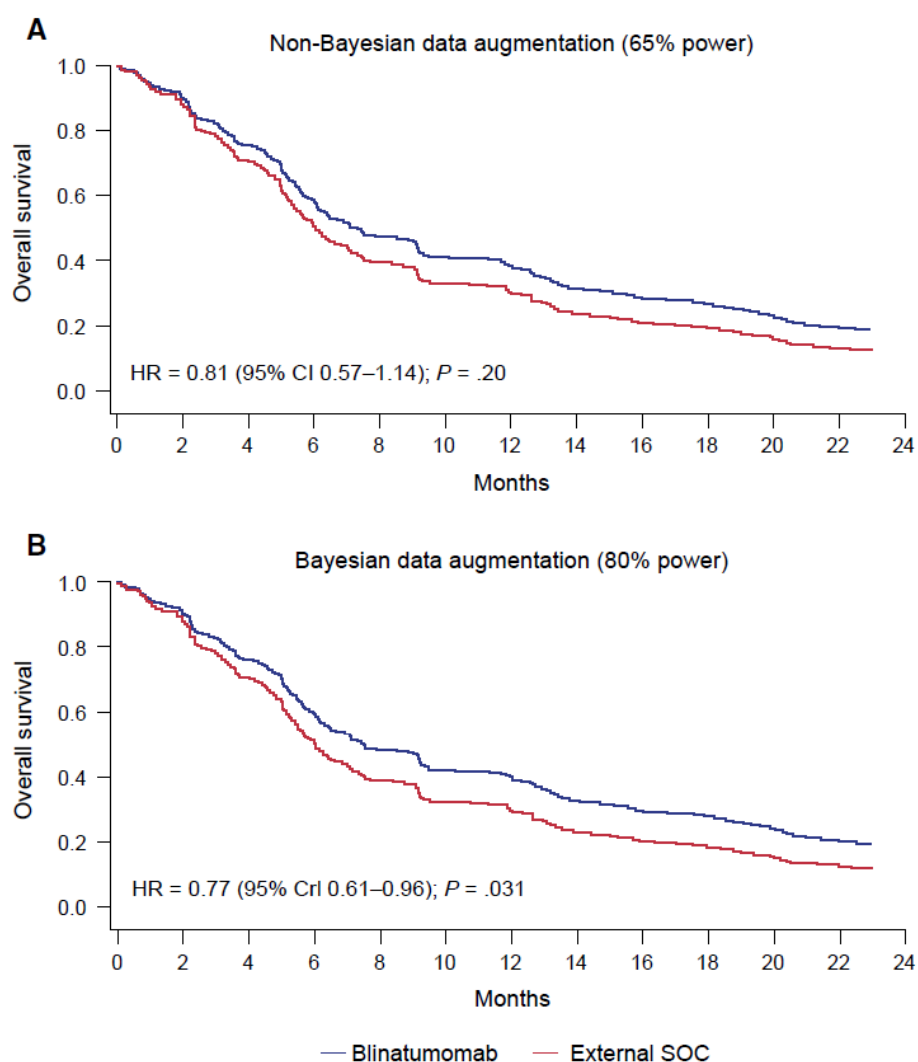 A
Non-Bayesian data augmentation (65% power)
Overall survival
1.0
0.8
0.6
0.4
0.2
0.0
HR = 0.81 (95% CI 0.57–1.14); P = .20
0 2 4 6 8 10 12 14 16 18 20 22 24
Months
B
Bayesian data augmentation (80% power)
Overall survival
1.0
0.8
0.6
0.4
0.2
0.0
HR = 0.77 (95% Crl 0.61–0.96); P = .031
0 2 4 6 8 10 12 14 16 18 20 22 24
Months
Blinatumomab External SOC